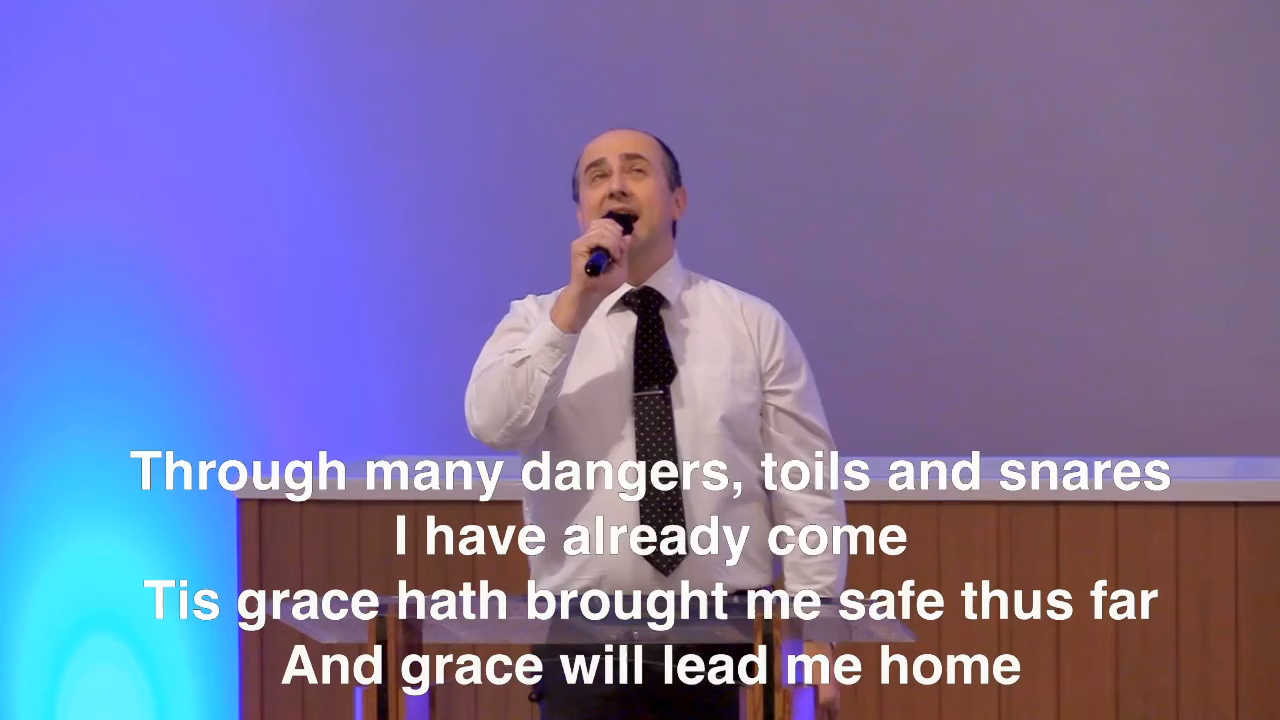 Through many dangers, toils and snares
I have already come
Tis grace hath brought me safe thus far
And grace will lead me home